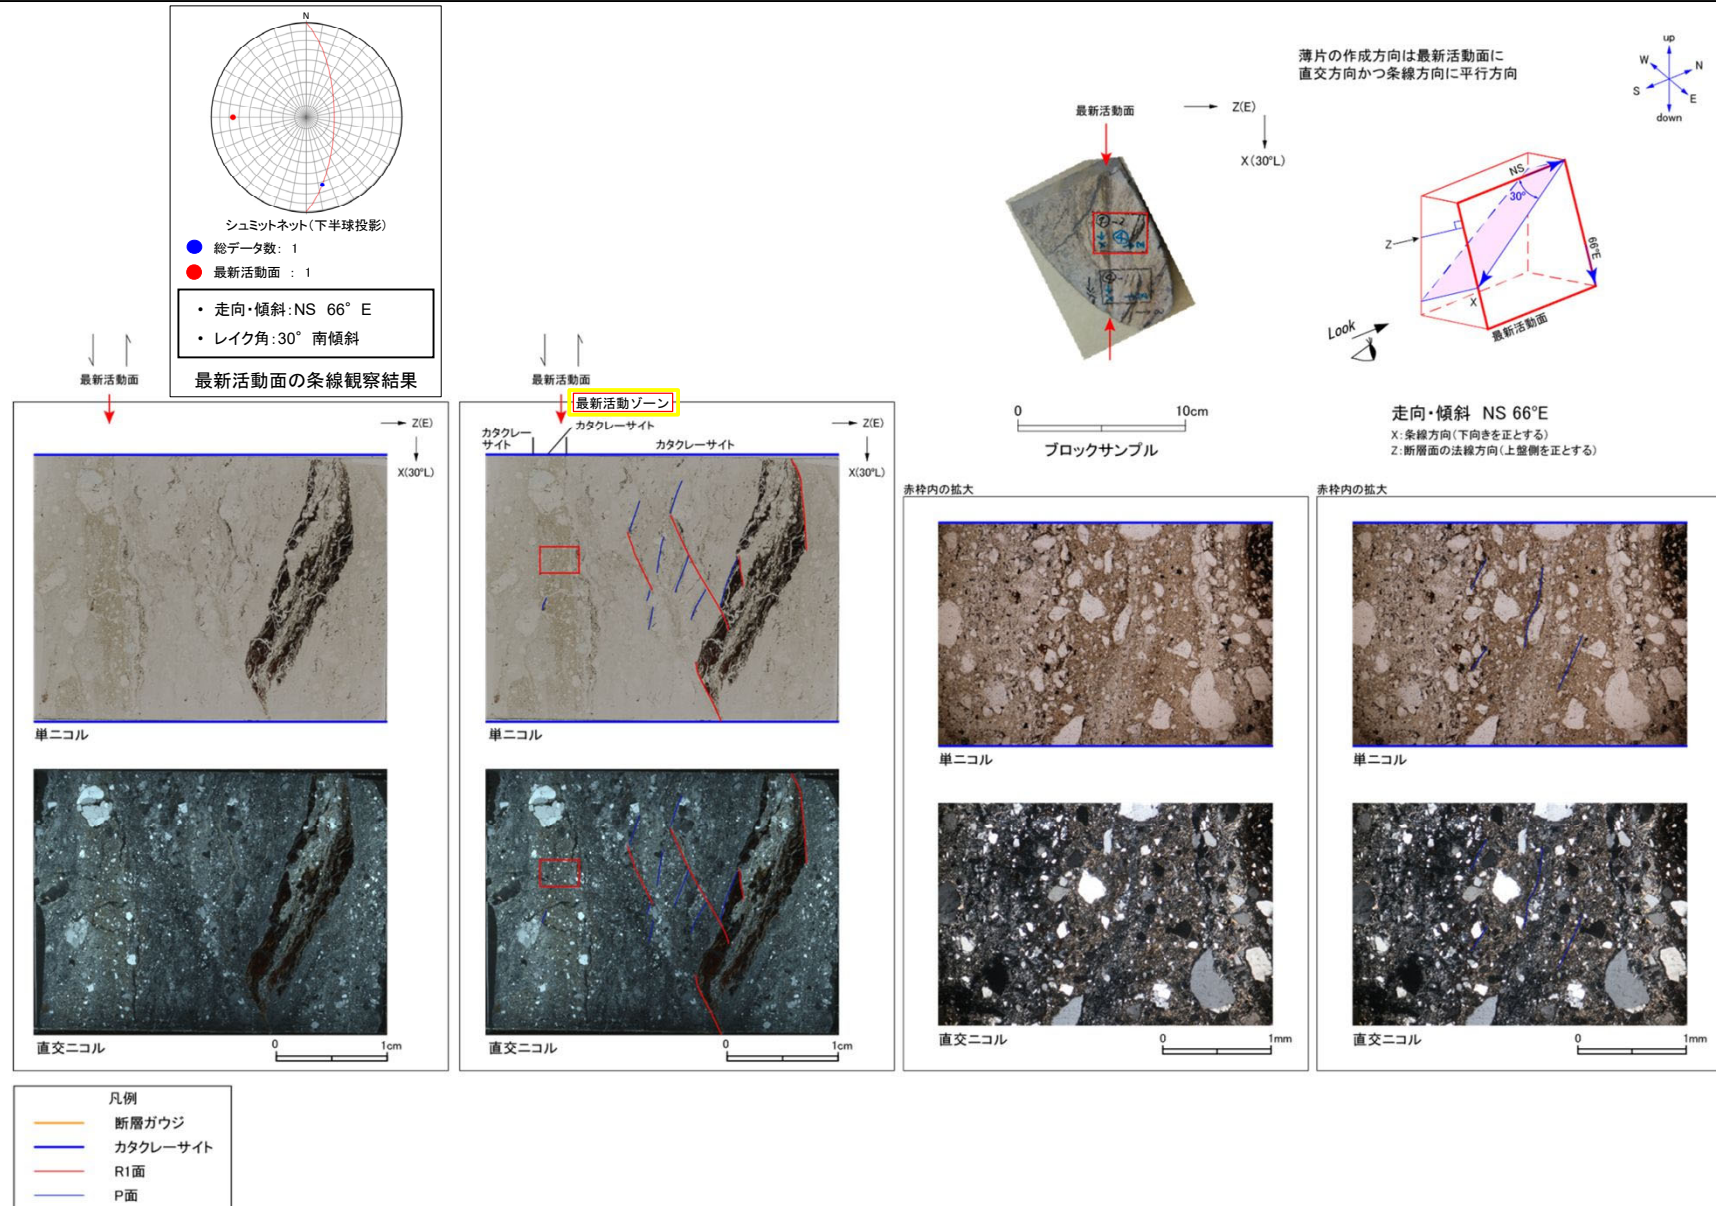 N
シュミットネット(下半球投影)
総データ数: 1
最新活動面 : 1
・ 走向・傾斜:NS 66° E
・ レイク角:30° 南傾斜
最新活動面の条線観察結果
薄片の作成方向は最新活動面に
直交方向かつ条線方向に平行方向
up
W
N
S
E
down
最新活動面
Z(E)
X(30°L)
0
10cm
ブロックサンプル
NS
30°
Z
66°E
X
Look
最新活動面
走向・傾斜 NS 66°E
X:条線方向(下向きを正とする)
Z:断層面の法線方向(上盤側を正とする)
最新活動面
Z(E)
X(30°L)
単ニコル
直交ニコル
0
1cm
最新活動面
最新活動ゾーン
カタクレー
サイト
カタクレーサイト
カタクレーサイト
Z(E)
X(30°L)
単ニコル
直交ニコル
0
1cm
赤枠内の拡大
単ニコル
直交ニコル
0
1mm
赤枠内の拡大
単ニコル
直交ニコル
0
1mm
凡例
断層ガウジ
カタクレーサイト
R1面
P面